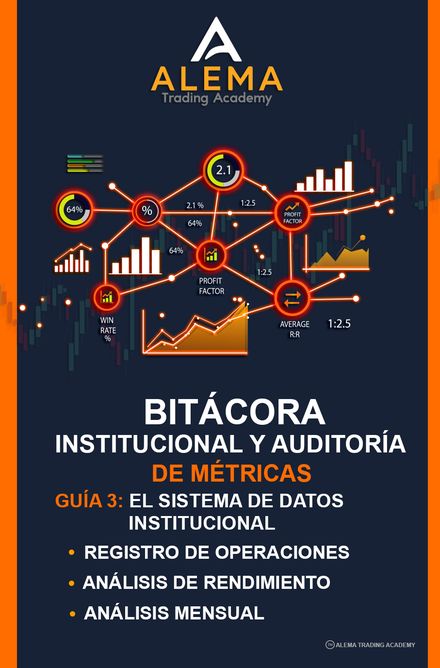 ALEMA
Trading Academy
2.1
64%
%
2.1 %
1:2.5
64%
PROFIT
FACTOR
64%
1:2.5
PROFIT
FACTOR
WIN
RATE
%
AVERAGE
R:R
1:2.5
BITÁCORA
INSTITUCIONAL Y AUDITORÍA
DE MÉTRICAS
GUÍA 3: EL SISTEMA DE DATOS
INSTITUCIONAL
• REGISTRO DE OPERACIONES
• ANÁLISIS DE RENDIMIENTO
• ANÁLISIS MENSUAL
ALEMA TRADING ACADEMY